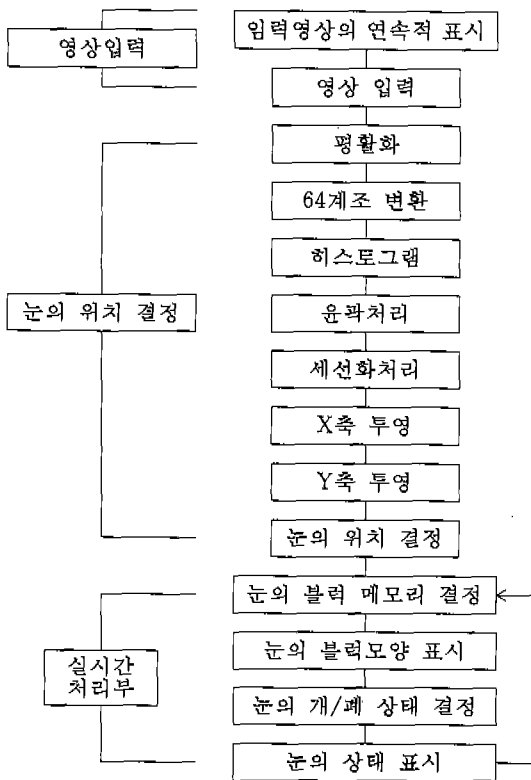 입력영상의 연속적 표시
영상입력
영상 입력
평활화
64계조 변환
히스토그램
눈의 위치 결정
윤곽처리
세선화처리
X축 투영
Y축 투영
눈의 위치 결정
눈의 블럭 메모리 결정
실시간
처리부
눈의 블럭모양 표시
눈의 개/폐 상태 결정
눈의 상태 표시